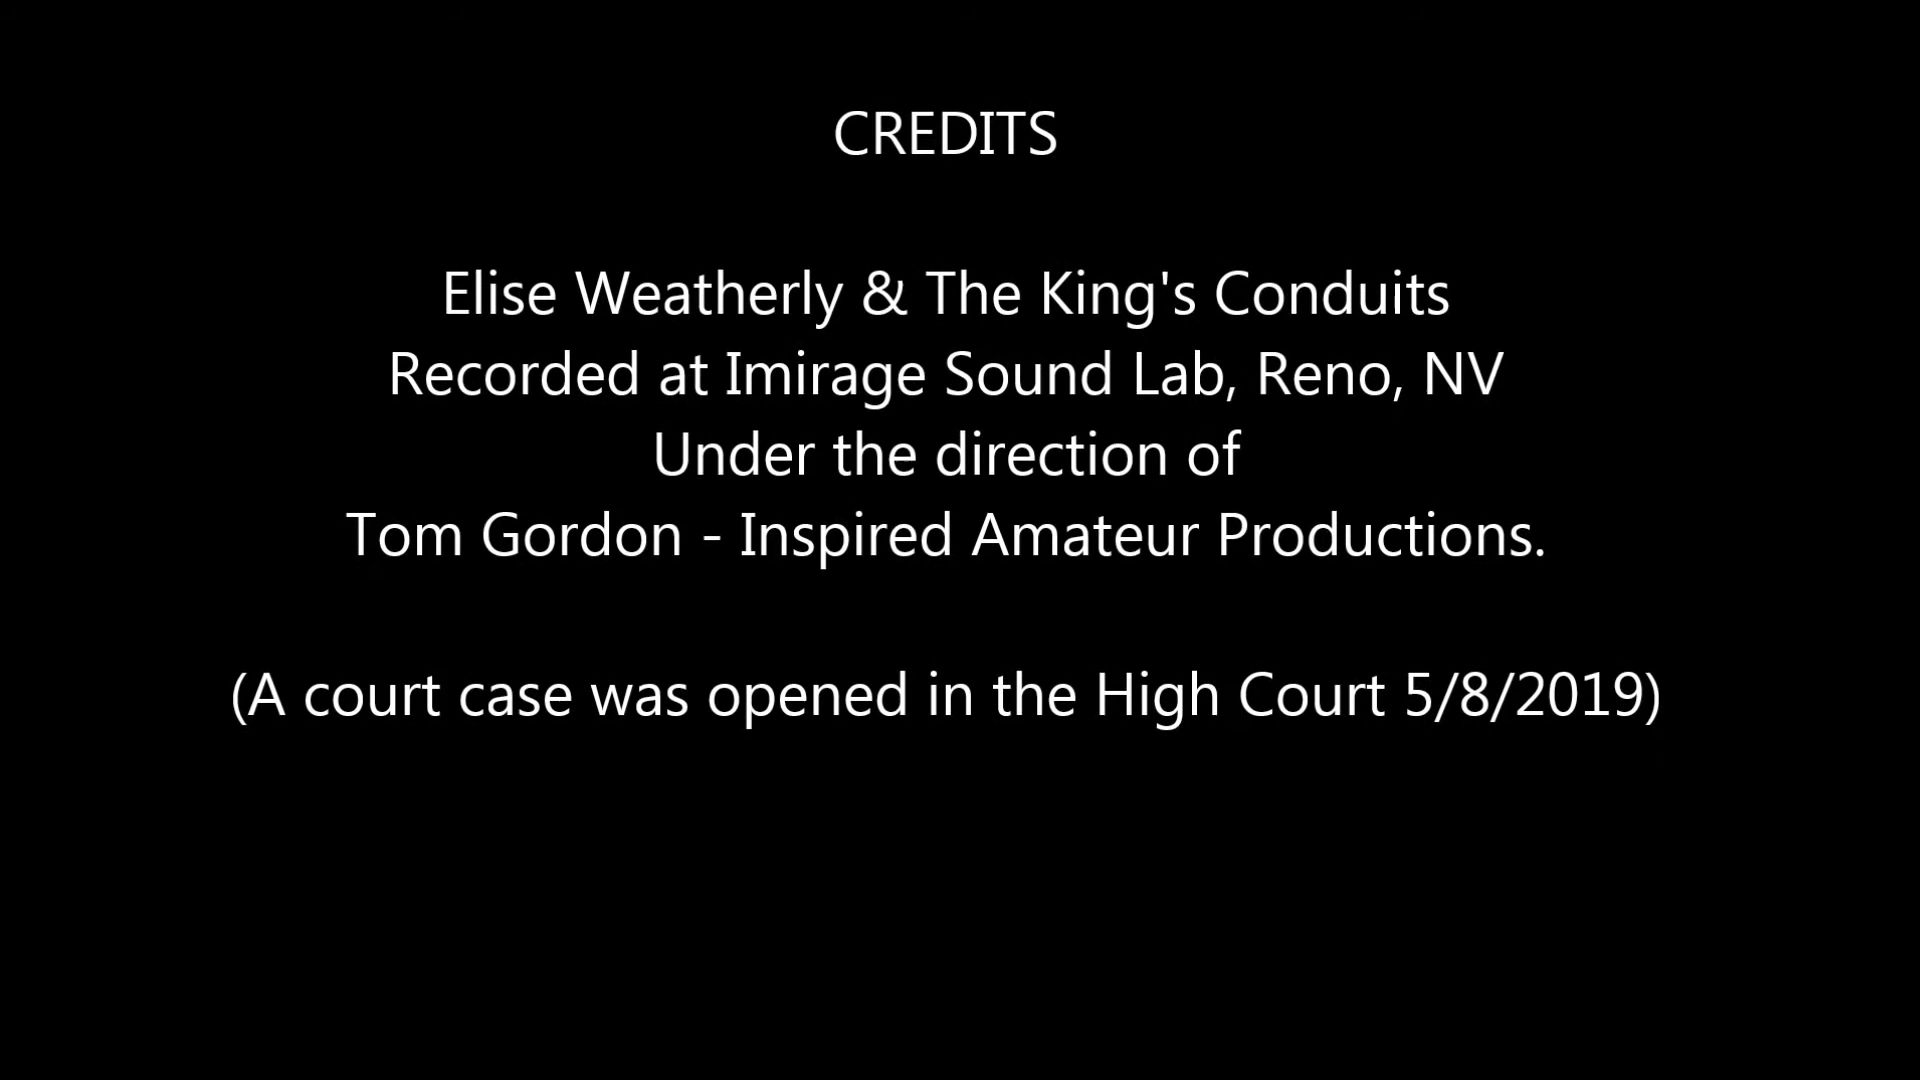 CREDITS
Elise Weatherly & The King's Conduits
Recorded at Imirage Sound Lab, Reno, NV
Under the direction of
Tom Gordon - Inspired Amateur Productions.
(A court case was opened in the High Court 5/8/2019)